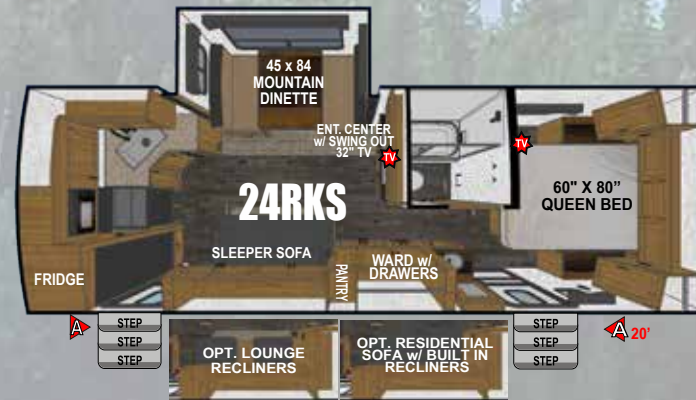 45 x 84
MOUNTAIN
DINETTE
ENT. CENTER
w/ SWING OUT
32" TV
TV
TV
24RKS
60" X 80”
QUEEN BED
SLEEPER SOFA
WARD w/
DRAWERS
PANTRY
FRIDGE
A
STEP
STEP
STEP
OPT. LOUNGE
RECLINERS
OPT. RESIDENTIAL
SOFA w/ BUILT IN
RECLINERS
STEP
STEP
STEP
A 20'